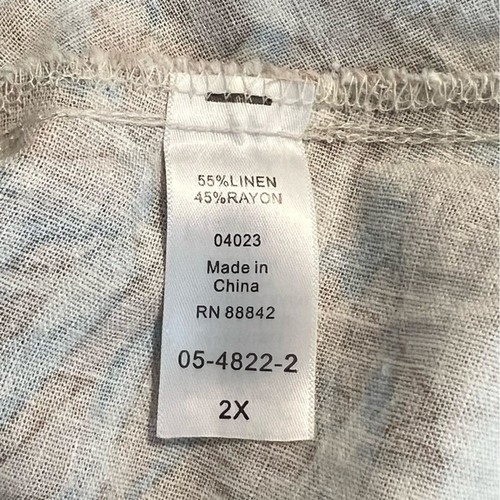 55%LINEN
45%RAYON
04023
Made in
China
RN 88842
05-4822-2
2X